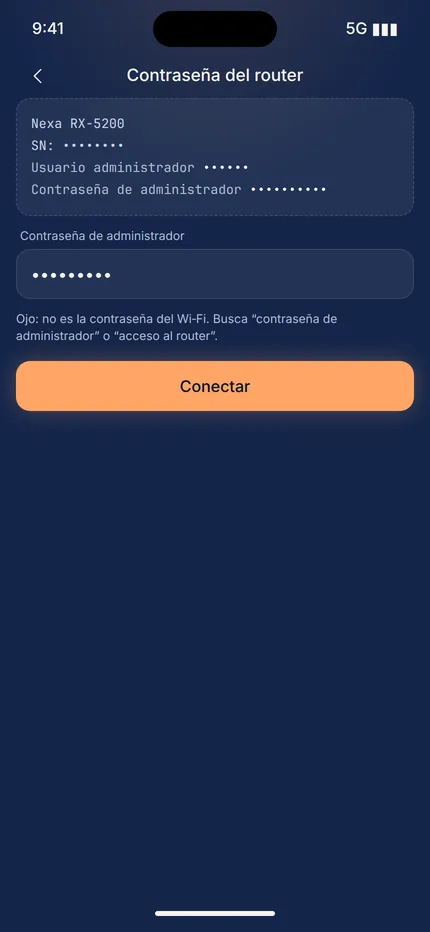 9:41
5G
Contraseña del router
Nexa RX-5200
SN: ••••••••
Usuario administrador ••••••
Contraseña de administrador ••••••••••
Contraseña de administrador
•••••••••
Ojo: no es la contraseña del Wi-Fi. Busca “contraseña de
administrador” o “acceso al router”.
Conectar